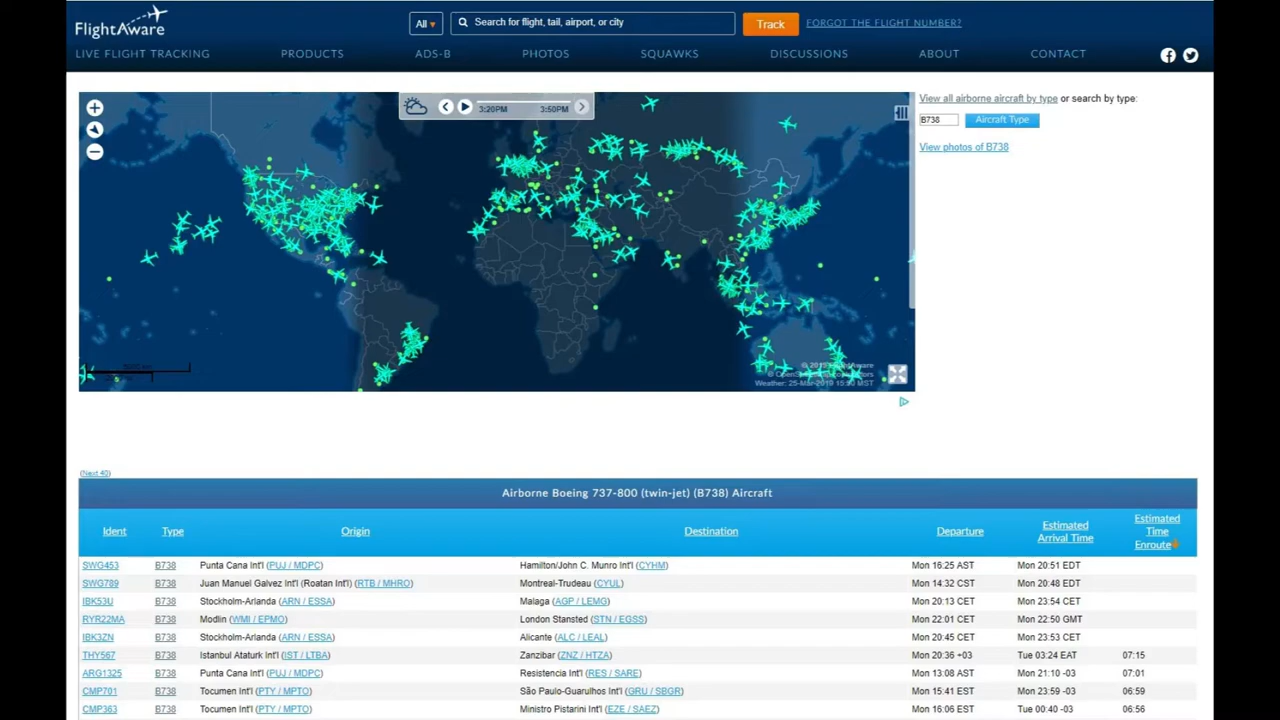 FlightAware
All
Search for flight, tail, airport, or city
Track
FORGOT THE FLIGHT NUMBER?
LIVE FLIGHT TRACKING PRODUCTS ADS-B PHOTOS SQUAWKS DISCUSSIONS ABOUT CONTACT
3:20PM 3:50PM
View all airborne aircraft by type or search by type:
B738 Aircraft Type
View photos of B738
(Next 40)
Airborne Boeing 737-800 (twin-jet) (B738) Aircraft
Ident Type Origin Destination Departure Estimated Arrival Time Estimated Time Enroute
SWG453 B738 Punta Cana Int'l (PUJ / MDPC) Hamilton/John C. Munro Int'l (CYHM) Mon 16:25 AST Mon 20:51 EDT
SWG789 B738 Juan Manuel Galvez Int'l (Roatan Int'l) (RTB / MHRO) Montreal-Trudeau (CYUL) Mon 14:32 CST Mon 20:48 EDT
IBK53U B738 Stockholm-Arlanda (ARN / ESSA) Malaga (AGP / LEMG) Mon 20:13 CET Mon 23:54 CET
RYR22MA B738 Modlin (WMI / EPMO) London Stansted (STN / EGSS) Mon 22:01 CET Mon 22:50 GMT
IBK3ZN B738 Stockholm-Arlanda (ARN / ESSA) Alicante (ALC / LEAL) Mon 20:45 CET Mon 23:53 CET
THY567 B738 Istanbul Ataturk Int'l (IST / LTBA) Zanzibar (ZNZ / HTZA) Mon 20:36 +03 Tue 03:24 EAT 07:15
ARG1325 B738 Punta Cana Int'l (PUJ / MDPC) Resistencia Int'l (RES / SARE) Mon 13:08 AST Mon 21:10 -03 07:01
CMP701 B738 Tocumen Int'l (PTY / MPTO) São Paulo-Guarulhos Int'l (GRU / SBGR) Mon 15:41 EST Mon 23:59 -03 06:59
CMP363 B738 Tocumen Int'l (PTY / MPTO) Ministro Pistarini Int'l (EZE / SAEZ) Mon 16:06 EST Tue 00:40 -03 06:56